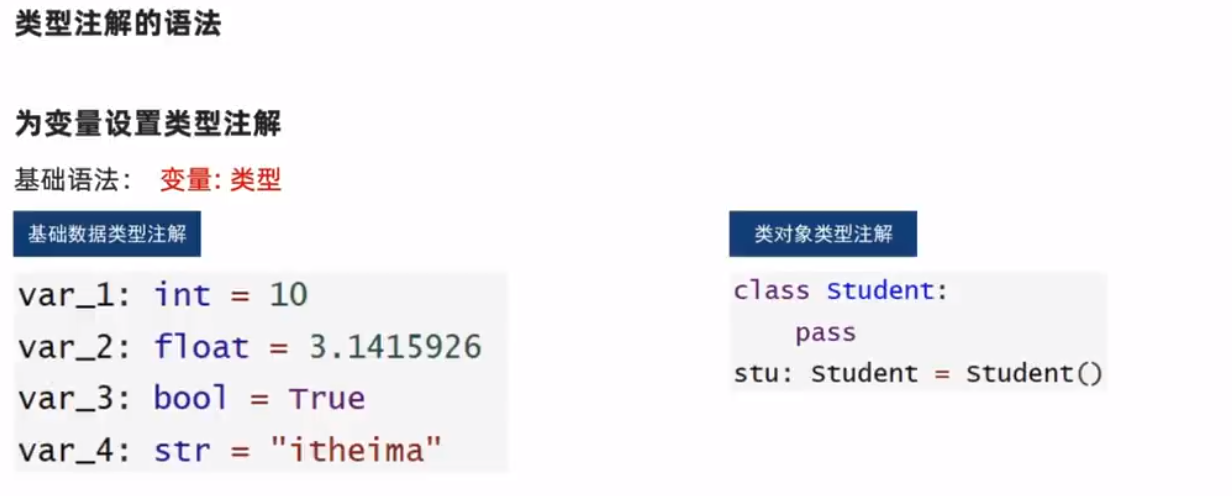 类型注解的语法
为变量设置类型注解
基础语法： 变量: 类型
基础数据类型注解
var_1: int = 10
var_2: float = 3.1415926
var_3: bool = True
var_4: str = "itheima"
类对象类型注解
class Student:
    pass
stu: Student = Student()